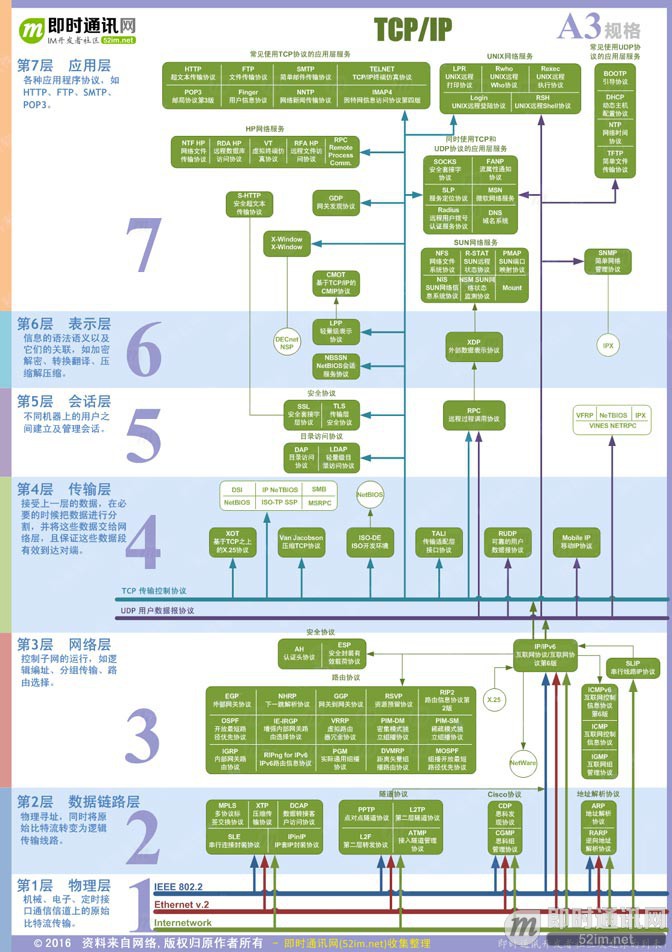 即时通讯网
IM开发者社区 52im.net
TCP/IP
A3规格
第7层 应用层
各种应用程序协议，如
HTTP、FTP、SMTP、
POP3。
7
常见使用TCP协议的应用层服务
HTTP
超文本传输协议
FTP
文件传输协议
SMTP
简单邮件传输协议
TELNET
TCP/IP终端仿真协议
POP3
邮局协议第3版
Finger
用户信息协议
NNTP
网络新闻传输协议
IMAP4
因特网信息访问协议第四版
UNIX网络服务
LPR
UNIX远程
打印协议
Rwho
UNIX远程
Who协议
Rexec
UNIX远程
执行协议
Login
UNIX远程登陆协议
RSH
UNIX远程Shell协议
常见使用UDP协
议的应用层服务
BOOTP
引导协议
DHCP
动态主机
配置协议
NTP
网络时间
协议
TFTP
简单文件
传输协议
HP网络服务
NTF HP
网络文件
传输协议
RDA HP
远程数据库
访问协议
VT
虚拟终端仿
真协议
RFA HP
远程文件访
问协议
RPC
Remote
Process
Comm.
同时使用TCP和
UDP协议的应用层服务
SOCKS
安全套接字
协议
FANP
流属性通知
协议
SLP
服务定位协议
MSN
微软网络服务
Radius
远程用户拨号
认证服务协议
DNS
域名系统
S-HTTP
安全超文本
传输协议
GDP
网关发现协议
X-Window
X-Window
SUN网络服务
NFS
网络文件
系统协议
R-STAT
SUN远程
状态协议
PMAP
SUN端口
映射协议
NIS
SUN网络信
息系统协议
NSM SUN网
络状态
监测协议
Mount
SNMP
简单网络
管理协议
CMOT
基于TCP/IP的
CMIP协议
第6层 表示层
信息的语法语义以及
它们的关联，如加密
解密、转换翻译、压
缩解压缩。
6
DECnet
NSP
LPP
轻量级表示
协议
NBSSN
NetBIOS会话
服务协议
XDP
外部数据表示协议
IPX
第5层 会话层
不同机器上的用户之
间建立及管理会话。
5
安全协议
SSL
安全套接字
层协议
TLS
传输层
安全协议
目录访问协议
DAP
目录访问
协议
LDAP
轻量级目
录访问协议
RPC
远程过程调用协议
VFRP
NeTBIOS
IPX
VINES NETRPC
第4层 传输层
接受上一层的数据，在必
要的时候把数据进行分
割，并将这些数据交给网
络层，且保证这些数据段
有效到达对端。
4
DSI
IP NeTBIOS
SMB
NetBIOS
ISO-TP SSP
MSRPC
NetBIOS
XOT
基于TCP之上
的X.25协议
Van Jacobson
压缩TCP协议
ISO-DE
ISO开发环境
TALI
传输适配层
接口协议
RUDP
可靠的用户
数据报协议
Mobile IP
移动IP协议
TCP 传输控制协议
UDP 用户数据报协议
第3层 网络层
控制子网的运行，如逻
辑编址、分组传输、路
由选择。
3
安全协议
AH
认证头协议
ESP
安全封装有
效载荷协议
IP/IPv6
互联网协议/互联网协
议第6版
SLIP
串行线路IP协议
路由协议
EGP
外部网关协议
NHRP
下一跳解析协议
GGP
网关到网关协议
RSVP
资源预留协议
RIP2
路由信息协议第
2版
OSPF
开放最短路
径优先协议
IE-IRGP
增强内部网关路
由选择协议
VRRP
虚拟路由
器冗余协议
PIM-DM
密集模式独
立组播协议
PIM-SM
稀疏模式独
立组播协议
IGRP
内部网关路
由协议
RIPng for IPv6
IPv6路由信息协议
PGM
实际通用组播
协议
DVMRP
距离矢量组
播路由协议
MOSPF
组播开放最短
路径优先协议
X.25
NetWare
ICMPv6
互联网控制
信息协议
第6版
ICMP
互联网控制
信息协议
IGMP
互联网组
管理协议
第2层 数据链路层
物理寻址，同时将原
始比特流转变为逻辑
传输线路。
2
MPLS
多协议标
签交换协议
XTP
压缩传
输协议
DCAP
数据转接客
户访问协议
SLE
串行连接封装协议
IPinIP
IP套IP封装协议
隧道协议
PPTP
点对点隧道协议
L2TP
第二层隧道协议
L2F
第二层转发协议
ATMP
接入隧道管理
协议
Cisco协议
CDP
思科发
现协议
CGMP
思科组
管理协议
地址解析协议
ARP
地址解析
协议
RARP
逆向地址
解析协议
第1层 物理层
机械、电子、定时接
口通信信道上的原始
比特流传输。
1
IEEE 802.2
Ethernet v.2
Internetwork
即时通讯网
52im.net
© 2016 资料来自网络，版权归原作者所有 - 即时通讯网(52im.net)收集整理